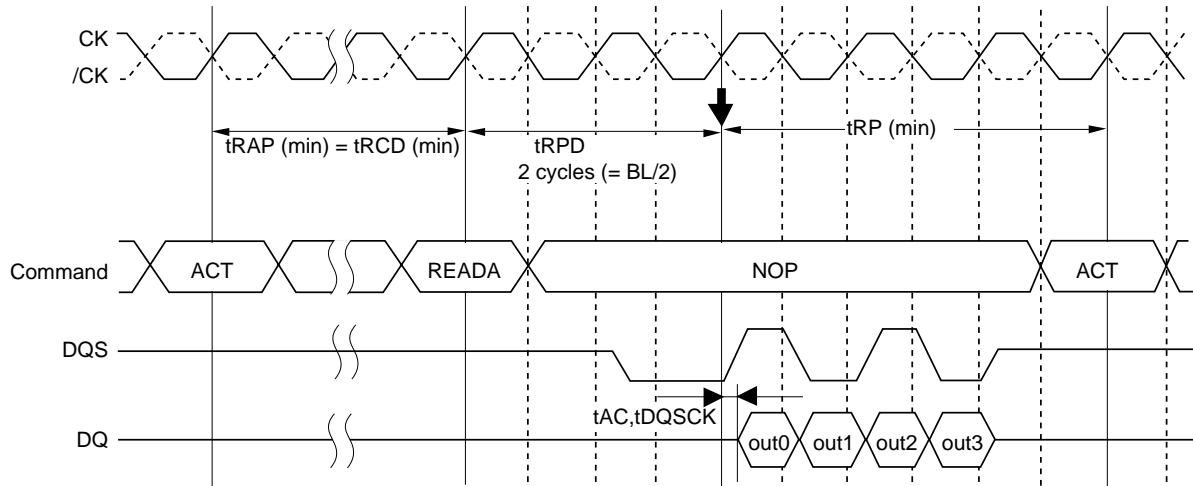 CK
/CK
tRAP (min) = tRCD (min)
tRPD
2 cycles (= BL/2)
tRP (min)
Command
ACT
READA
NOP
ACT
DQS
tAC,tDQSCK
DQ
out0
out1
out2
out3